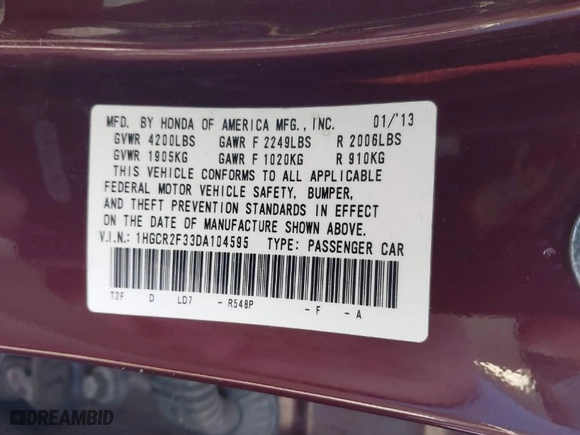 MFD. BY HONDA OF AMERICA MFG., INC. 01/'13
GVWR 4200LBS GAWR F 2249LBS R 2006LBS
GVWR 1905KG GAWR F 1020KG R 910KG
THIS VEHICLE CONFORMS TO ALL APPLICABLE
FEDERAL MOTOR VEHICLE SAFETY, BUMPER,
AND THEFT PREVENTION STANDARDS IN EFFECT
ON THE DATE OF MANUFACTURE SHOWN ABOVE.
V.I.N.: 1HGCR2F33DA104595 TYPE: PASSENGER CAR
T2F D LD7 -R548P -F -A
DREAMBID